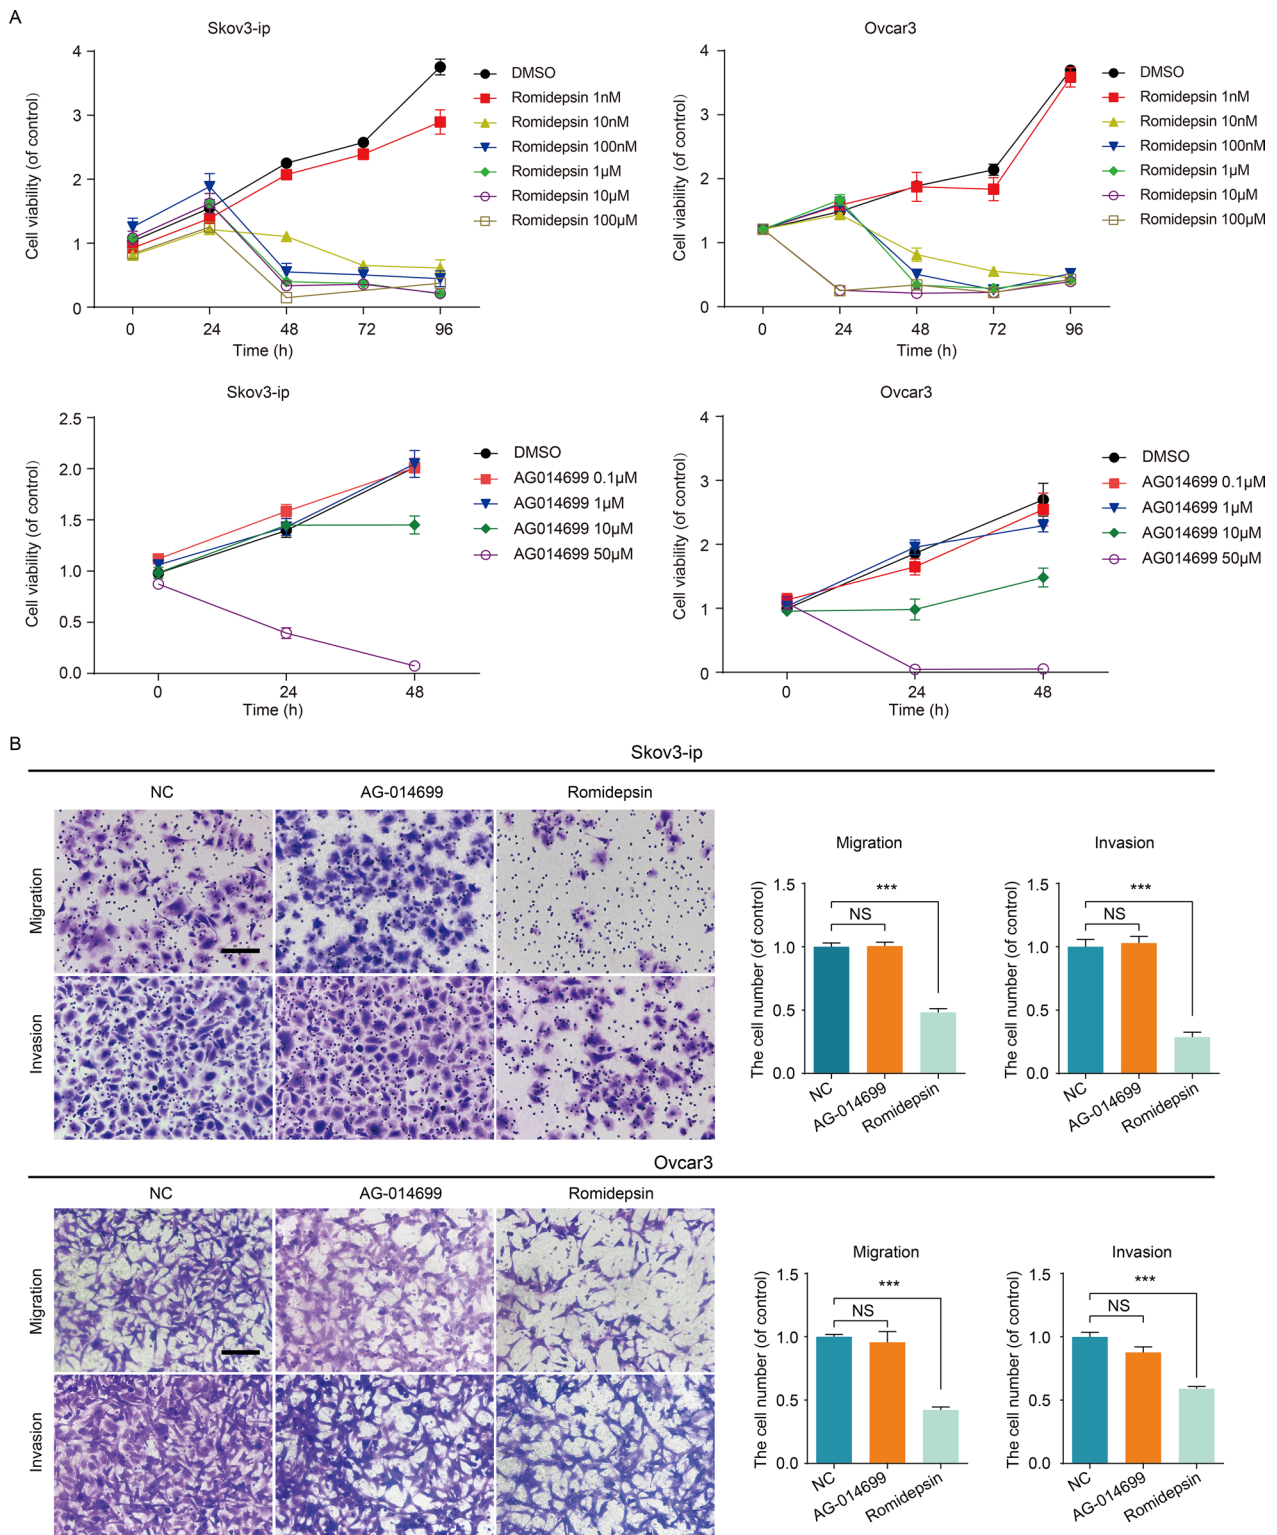 A
Skov3-ip
Cell viability (of control)
4
3
2
1
0
0 24 48 72 96
Time (h)
DMSO
Romidepsin 1nM
Romidepsin 10nM
Romidepsin 100nM
Romidepsin 1µM
Romidepsin 10µM
Romidepsin 100µM
Ovcar3
Cell viability (of control)
4
3
2
1
0
0 24 48 72 96
Time (h)
DMSO
Romidepsin 1nM
Romidepsin 10nM
Romidepsin 100nM
Romidepsin 1µM
Romidepsin 10µM
Romidepsin 100µM
Skov3-ip
Cell viability (of control)
2.5
2.0
1.5
1.0
0.5
0.0
0 24 48
Time (h)
DMSO
AG014699 0.1µM
AG014699 1µM
AG014699 10µM
AG014699 50µM
Ovcar3
Cell viability (of control)
4
3
2
1
0
0 24 48
Time (h)
DMSO
AG014699 0.1µM
AG014699 1µM
AG014699 10µM
AG014699 50µM
B
Skov3-ip
NC AG-014699 Romidepsin
Migration
Invasion
Migration
The cell number (of control)
1.5
1.0
0.5
0.0
***
NS
NC
AG-014699
Romidepsin
Invasion
The cell number (of control)
1.5
1.0
0.5
0.0
***
NS
NC
AG-014699
Romidepsin
Ovcar3
NC AG-014699 Romidepsin
Migration
Invasion
Migration
The cell number (of control)
1.5
1.0
0.5
0.0
***
NS
NC
AG-014699
Romidepsin
Invasion
The cell number (of control)
1.5
1.0
0.5
0.0
***
NS
NC
AG-014699
Romidepsin